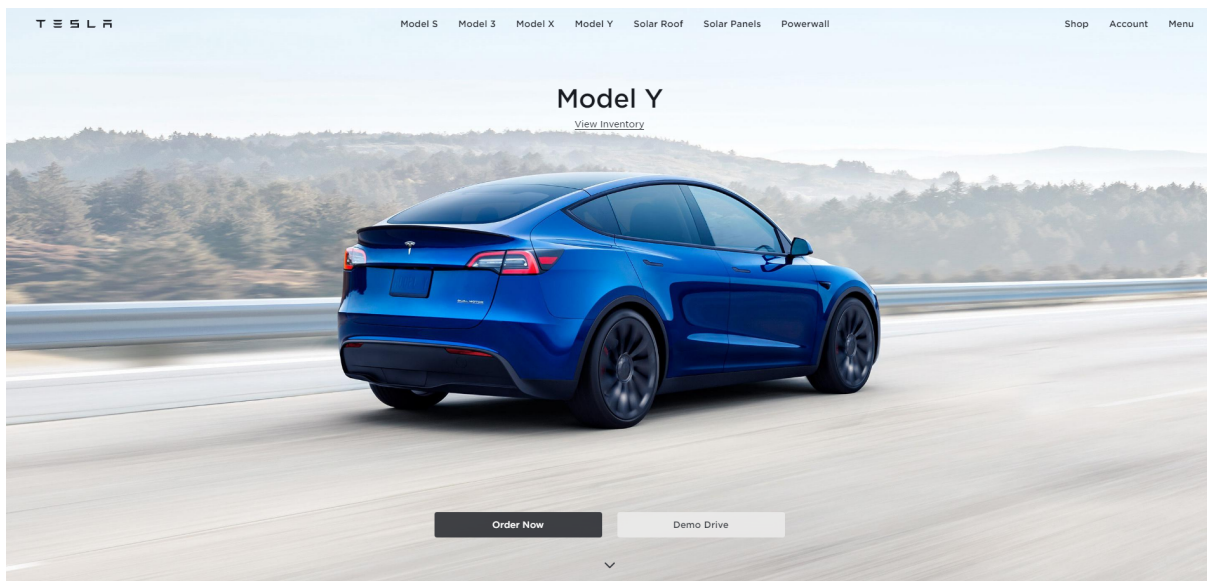 TESLA
Model S Model 3 Model X Model Y Solar Roof Solar Panels Powerwall
Shop Account Menu
Model Y
View Inventory
Order Now
Demo Drive